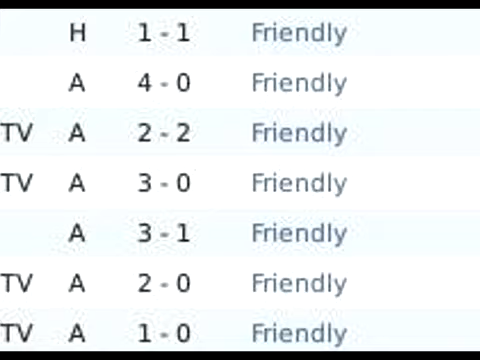 H 1 - 1 Friendly
A 4 - 0 Friendly
TV A 2 - 2 Friendly
TV A 3 - 0 Friendly
A 3 - 1 Friendly
TV A 2 - 0 Friendly
TV A 1 - 0 Friendly